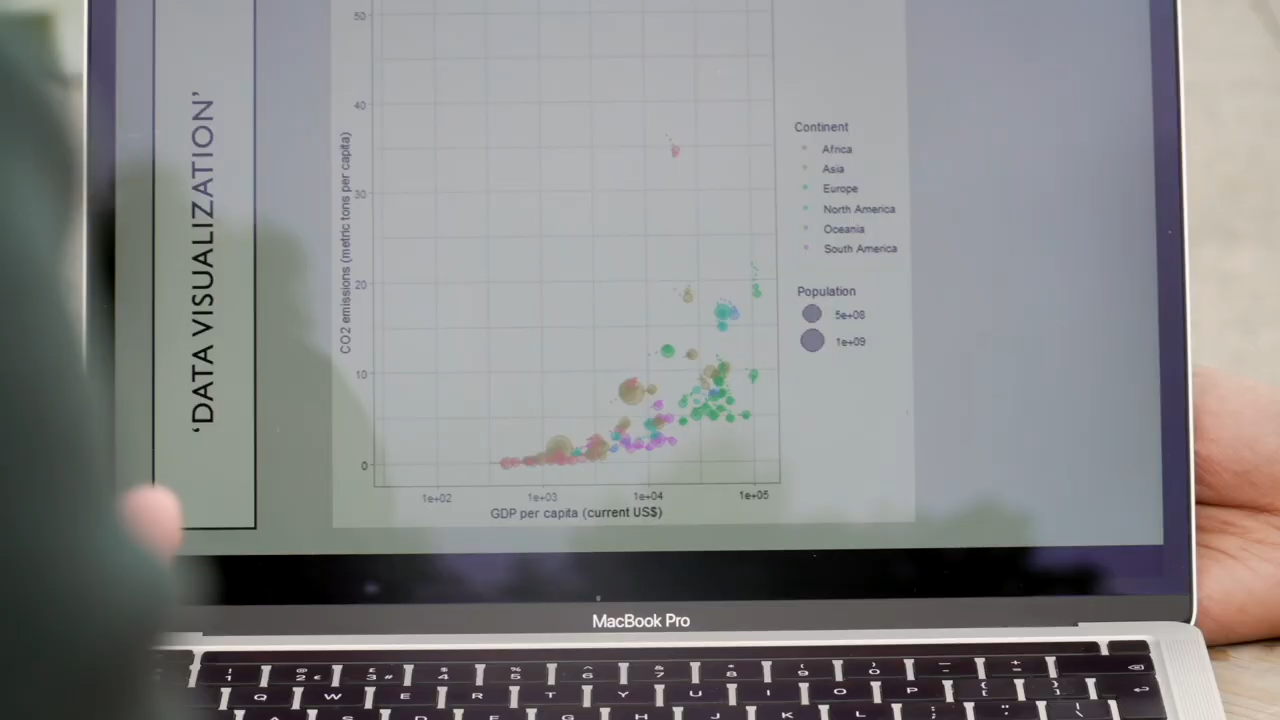 'DATA VISUALIZATION'
CO2 emissions (metric tons per capita)
50
40
30
20
10
0
1e+02 1e+03 1e+04 1e+05
GDP per capita (current US$)
Continent
Africa
Asia
Europe
North America
Oceania
South America
Population
5e+08
1e+09
MacBook Pro
Q W E R T Y U I O P